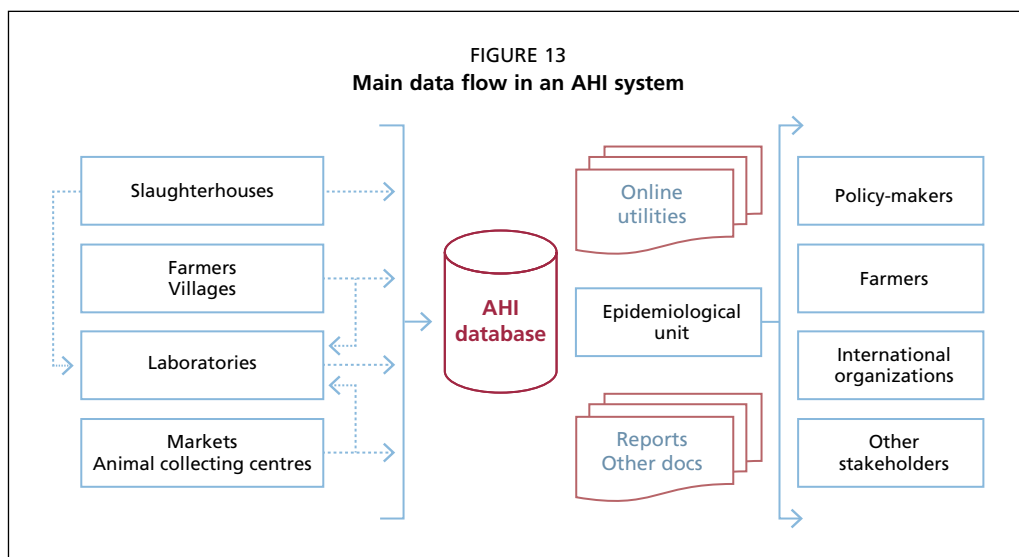 FIGURE 13
Main data flow in an AHI system
Slaughterhouses
Farmers
Villages
Laboratories
Markets
Animal collecting centres
AHI
database
Online
utilities
Epidemiological
unit
Reports
Other docs
Policy-makers
Farmers
International
organizations
Other
stakeholders